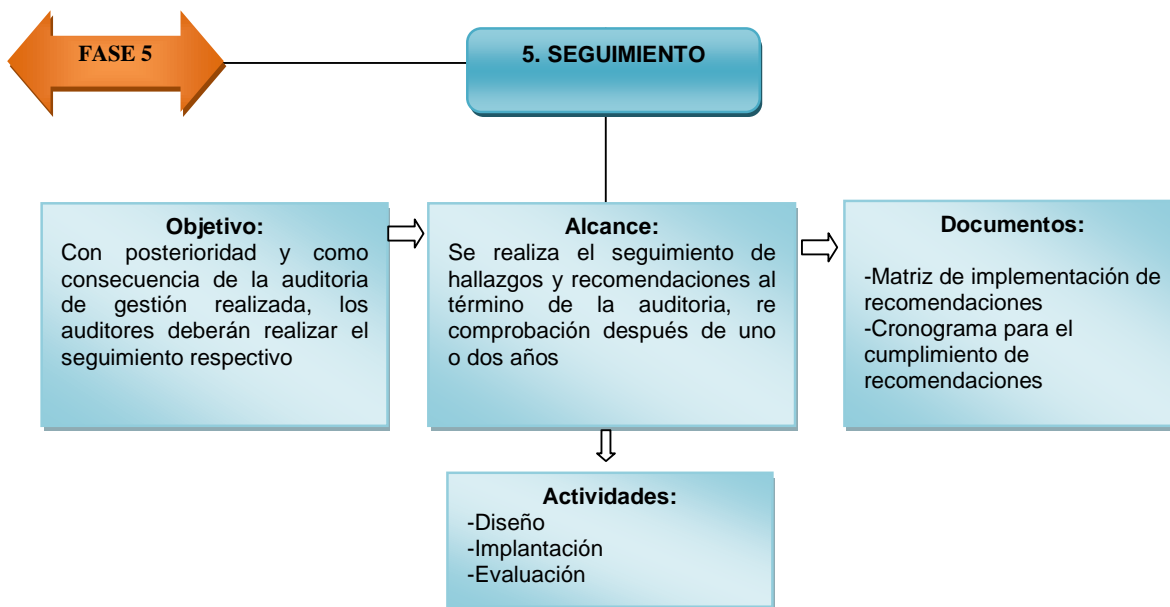 FASE 5
5. SEGUIMIENTO
Objetivo:
Con posterioridad y como
consecuencia de la auditoria
de gestión realizada, los
auditores deberán realizar el
seguimiento respectivo
Alcance:
Se realiza el seguimiento de
hallazgos y recomendaciones al
término de la auditoria, re
comprobación después de uno
o dos años
Documentos:
-Matriz de implementación de
recomendaciones
-Cronograma para el
cumplimiento de
recomendaciones
Actividades:
-Diseño
-Implantación
-Evaluación